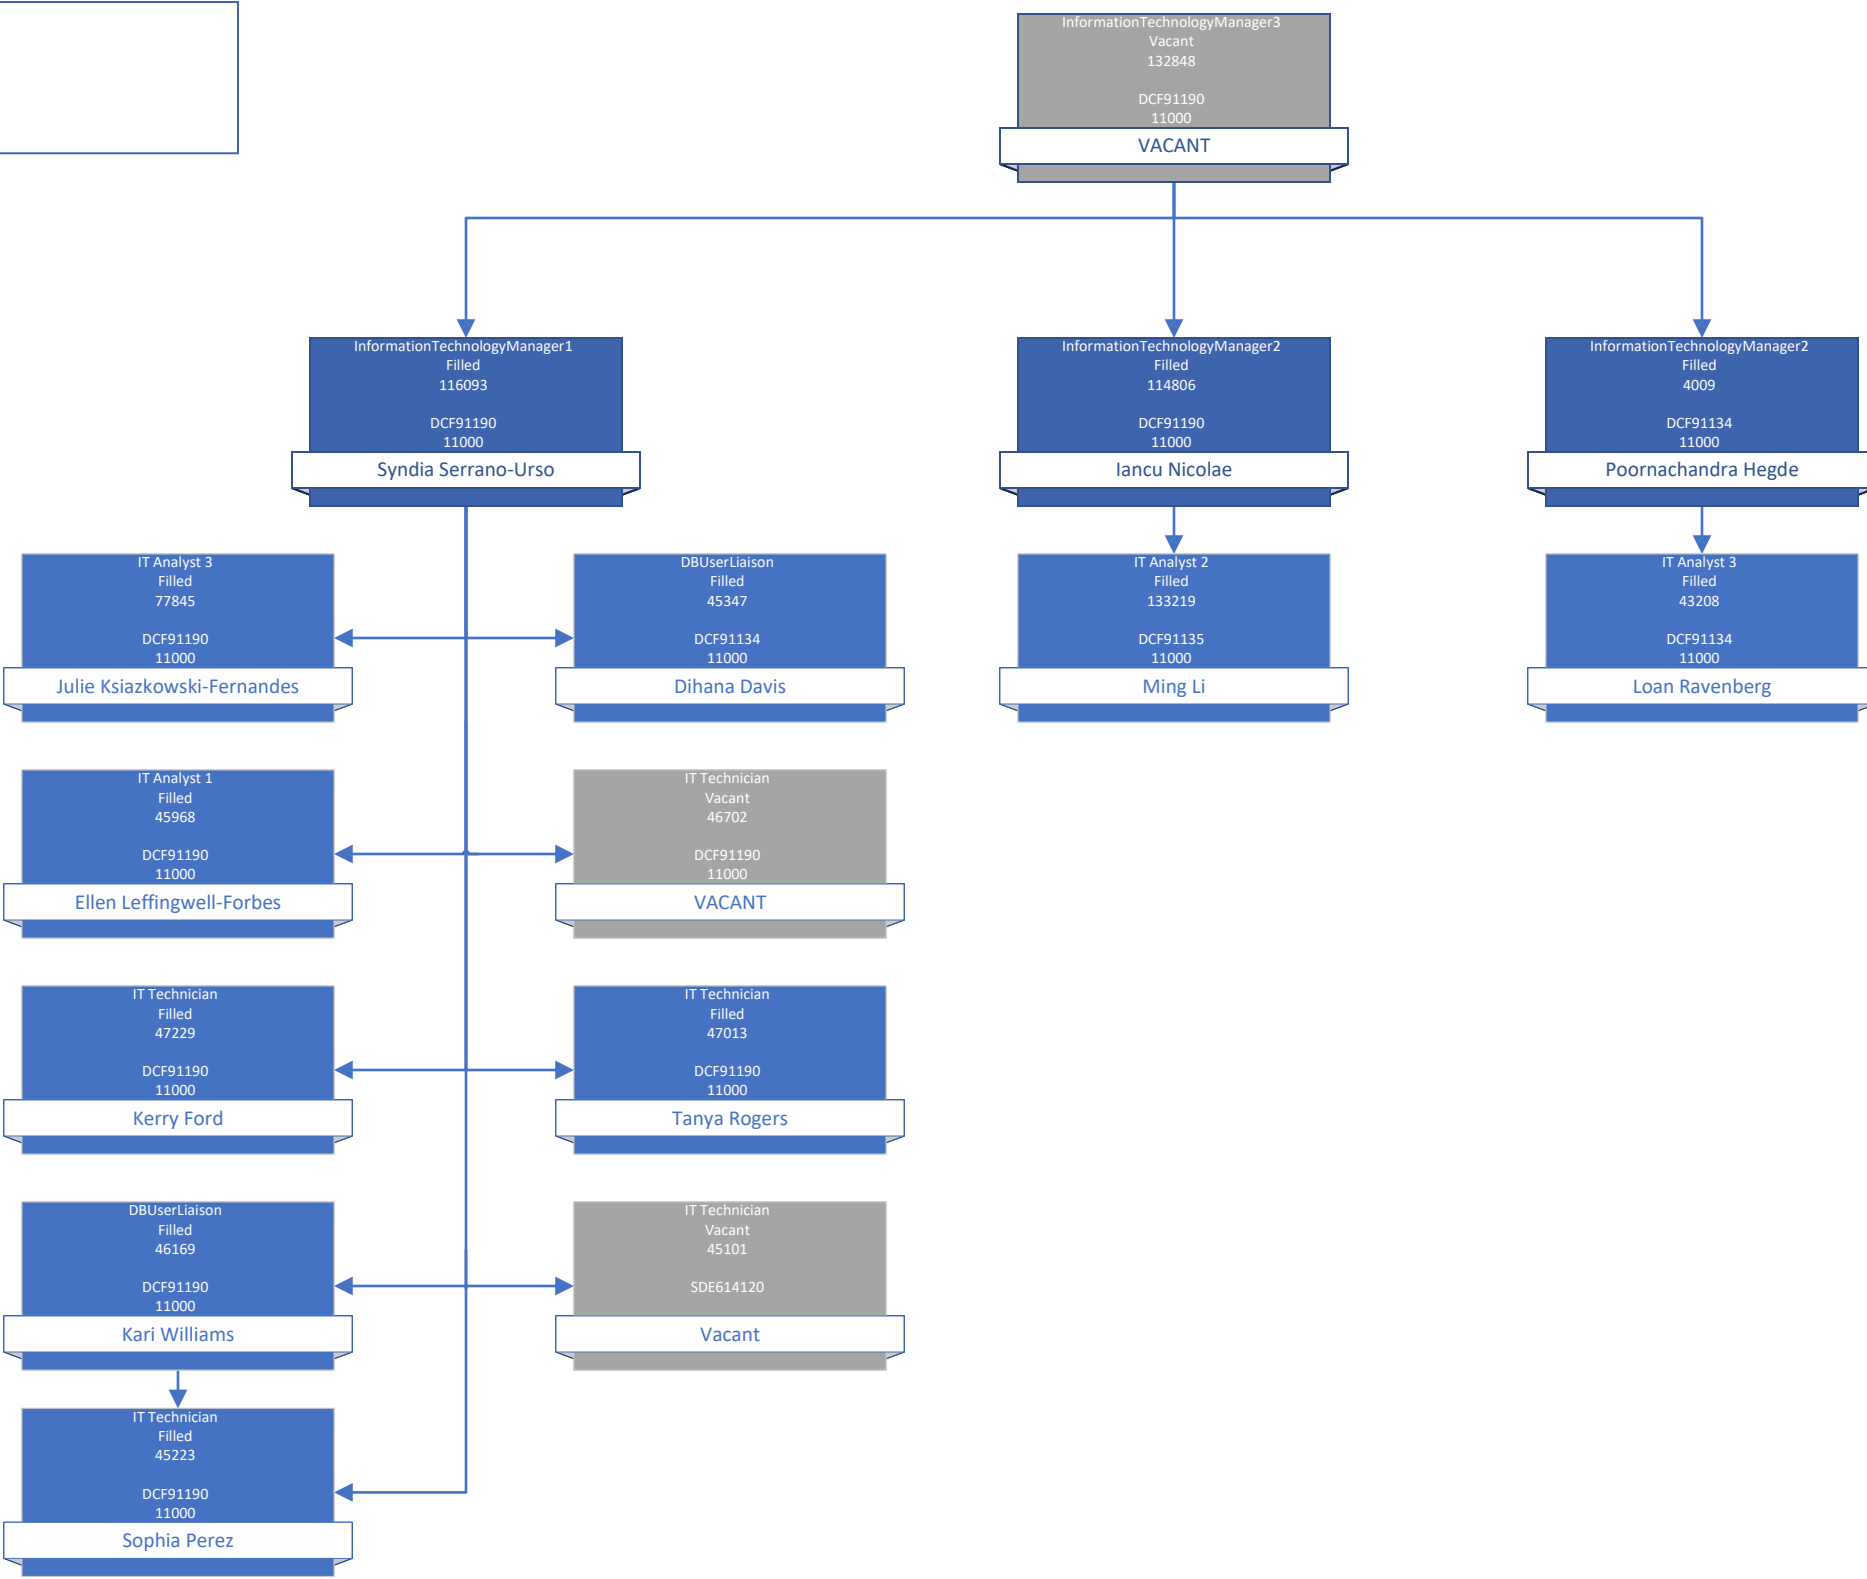 InformationTechnologyManager3
Vacant
132848
DCF91190
11000
VACANT
InformationTechnologyManager1
Filled
116093
DCF91190
11000
Syndia Serrano-Urso
InformationTechnologyManager2
Filled
114806
DCF91190
11000
Iancu Nicolae
InformationTechnologyManager2
Filled
4009
DCF91134
11000
Poornachandra Hegde
IT Analyst 3
Filled
77845
DCF91190
11000
Julie Ksiazkowski-Fernandes
DBUserLiaison
Filled
45347
DCF91134
11000
Dihana Davis
IT Analyst 2
Filled
133219
DCF91135
11000
Ming Li
IT Analyst 3
Filled
43208
DCF91134
11000
Loan Ravenberg
IT Analyst 1
Filled
45968
DCF91190
11000
Ellen Leffingwell-Forbes
IT Technician
Vacant
46702
DCF91190
11000
VACANT
IT Technician
Filled
47229
DCF91190
11000
Kerry Ford
IT Technician
Filled
47013
DCF91190
11000
Tanya Rogers
DBUserLiaison
Filled
46169
DCF91190
11000
Kari Williams
IT Technician
Vacant
45101
SDE614120
Vacant
IT Technician
Filled
45223
DCF91190
11000
Sophia Perez